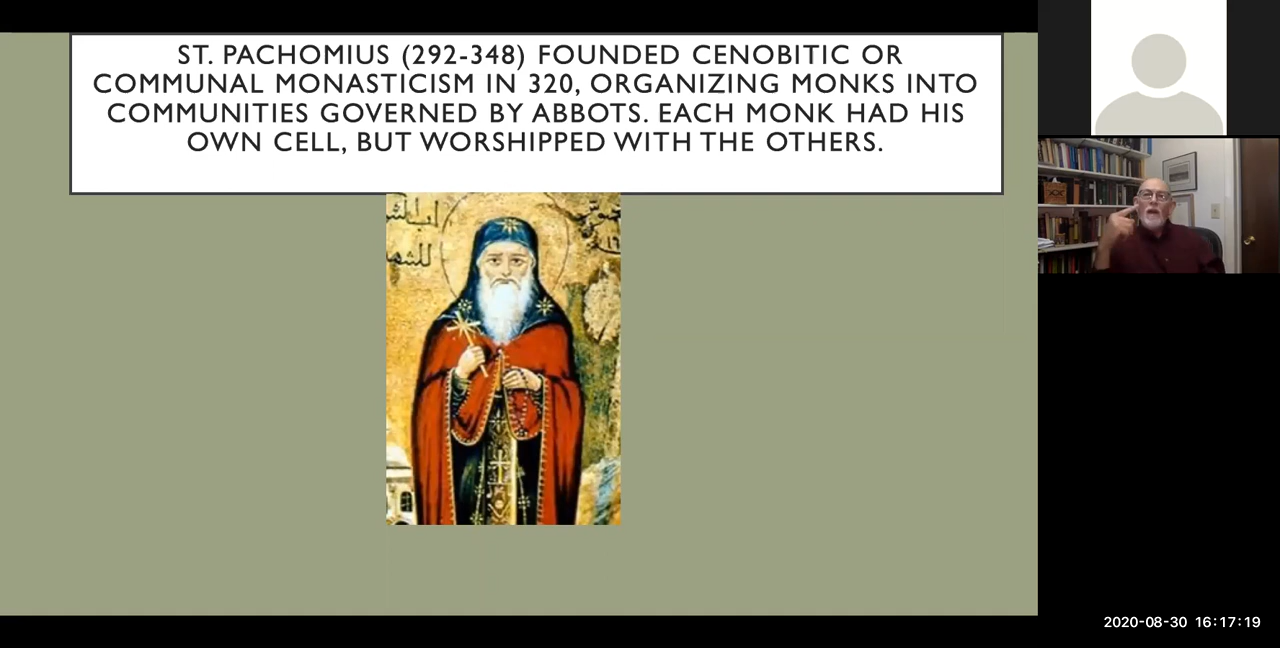 ST. PACHOMIUS (292-348) FOUNDED CENOBITIC OR
COMMUNAL MONASTICISM IN 320, ORGANIZING MONKS INTO
COMMUNITIES GOVERNED BY ABBOTS. EACH MONK HAD HIS
OWN CELL, BUT WORSHIPPED WITH THE OTHERS.
2020-08-30 16:17:19